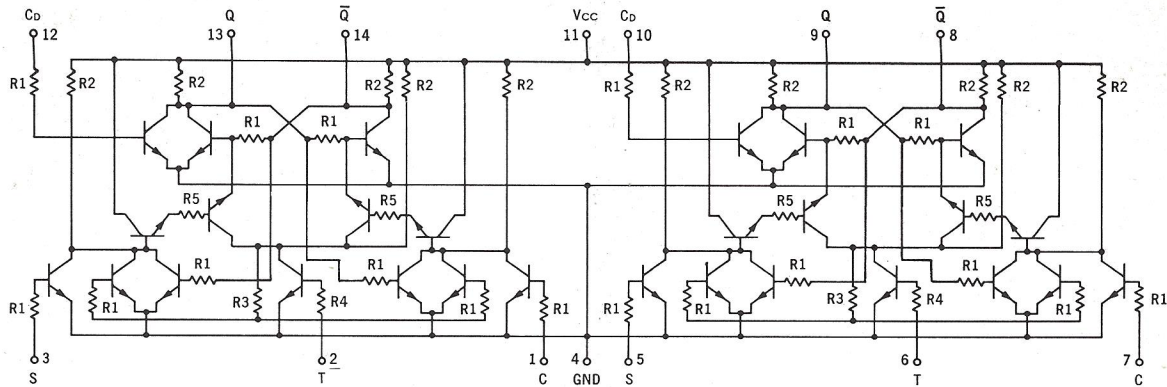 CD Q Q̅ VCC CD Q Q̅
12 13 14 11 10 9 8
R1 R2 R2 R2 R2 R2 R1 R2 R2 R2 R2 R2
R1 R1 R1 R1
R5 R5 R5 R5
R1 R1 R1 R1
R1 R1 R3 R4 R1 R1 R1 R1 R3 R4 R1 R1
3 2 1 4 5 6 7
S T C GND S T C